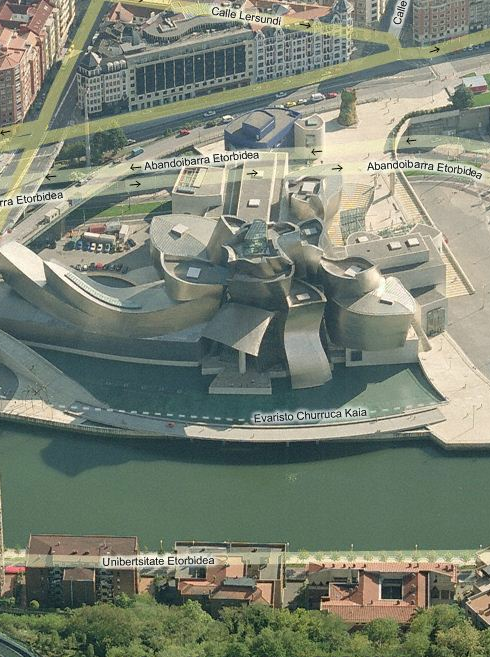 Calle Lersundi
Calle
Abandoibarra Etorbidea
Abandoibarra Etorbidea
rra Etorbidea
Evaristo Churruca Kaia
Unibertsitate Etorbidea